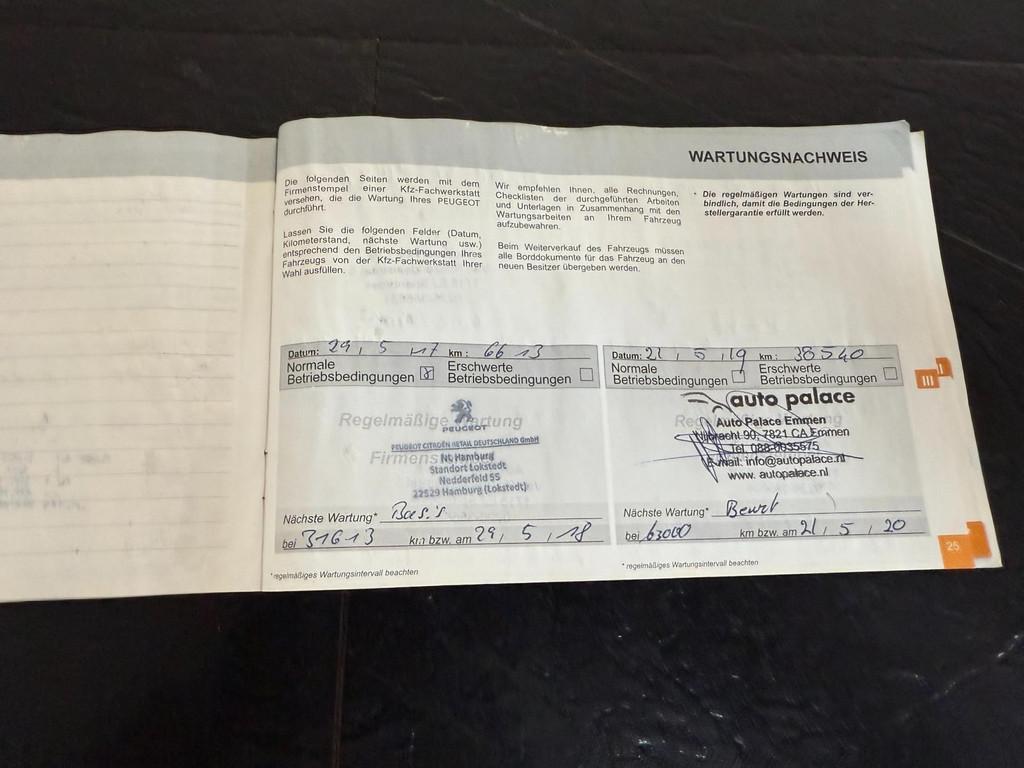 WARTUNGSNACHWEIS
Die folgenden Seiten werden mit dem
Firmenstempel einer Kfz-Fachwerkstatt
versehen, die die Wartung Ihres PEUGEOT
durchführt.
Lassen Sie die folgenden Felder (Datum,
Kilometerstand, nächste Wartung usw.)
entsprechend den Betriebsbedingungen Ihres
Fahrzeugs von der Kfz-Fachwerkstatt Ihrer
Wahl ausfüllen.
Wir empfehlen Ihnen, alle Rechnungen,
Checklisten der durchgeführten Arbeiten
und Unterlagen in Zusammenhang mit den
Wartungsarbeiten an Ihrem Fahrzeug
aufzubewahren.
Beim Weiterverkauf des Fahrzeugs müssen
alle Borddokumente für das Fahrzeug an den
neuen Besitzer übergeben werden.
* Die regelmäßigen Wartungen sind ver-
bindlich, damit die Bedingungen der Her-
stellergarantie erfüllt werden.
Datum: 29, 5, 17 km: 6613
Normale
Betriebsbedingungen
Erschwerte
Betriebsbedingungen
Regelmäßige Wartung
PEUGEOT
PEUGEOT CITROËN RETAIL DEUTSCHLAND GmbH
NL Hamburg
Standort Lokstedt
Nedderfeld 55
22529 Hamburg (Lokstedt)
Nächste Wartung* Basis
bei 31613 km bzw. am 29, 5, 18
*regelmäßiges Wartungsintervall beachten
Datum: 21, 5, 19 km: 38540
Normale
Betriebsbedingungen
Erschwerte
Betriebsbedingungen
auto palace
Auto Palace Emmen
90, 7821 CA Emmen
Tel. 088-0635575
E-mail: info@autopalace.nl
www. autopalace.nl
Nächste Wartung* Beurt
bei 63000 km bzw. am 21, 5, 20
* regelmäßiges Wartungsintervall beachten
II
III
25